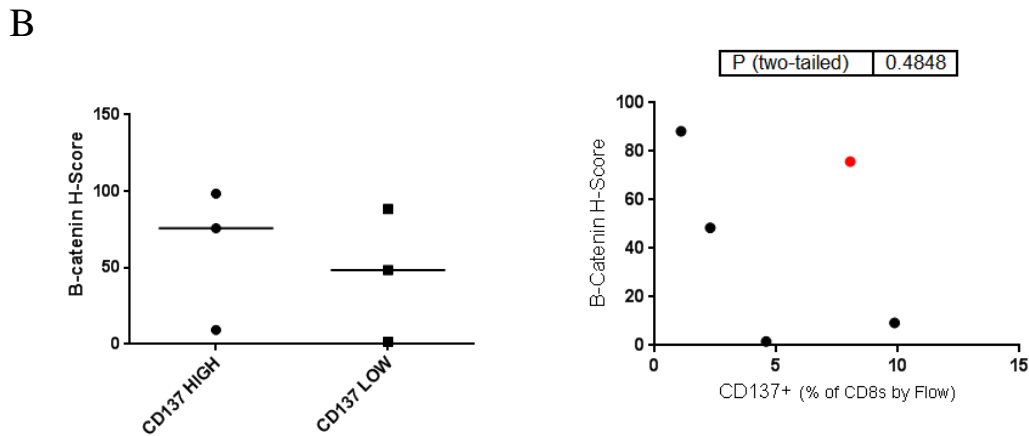 B
P (two-tailed) 0.4848
150
100
50
0
B-catenin H-Score
CD137 HIGH
CD137 LOW
100
80
60
40
20
0
B-Catenin H-Score
0 5 10 15
CD137+ (% of CD8s by Flow)